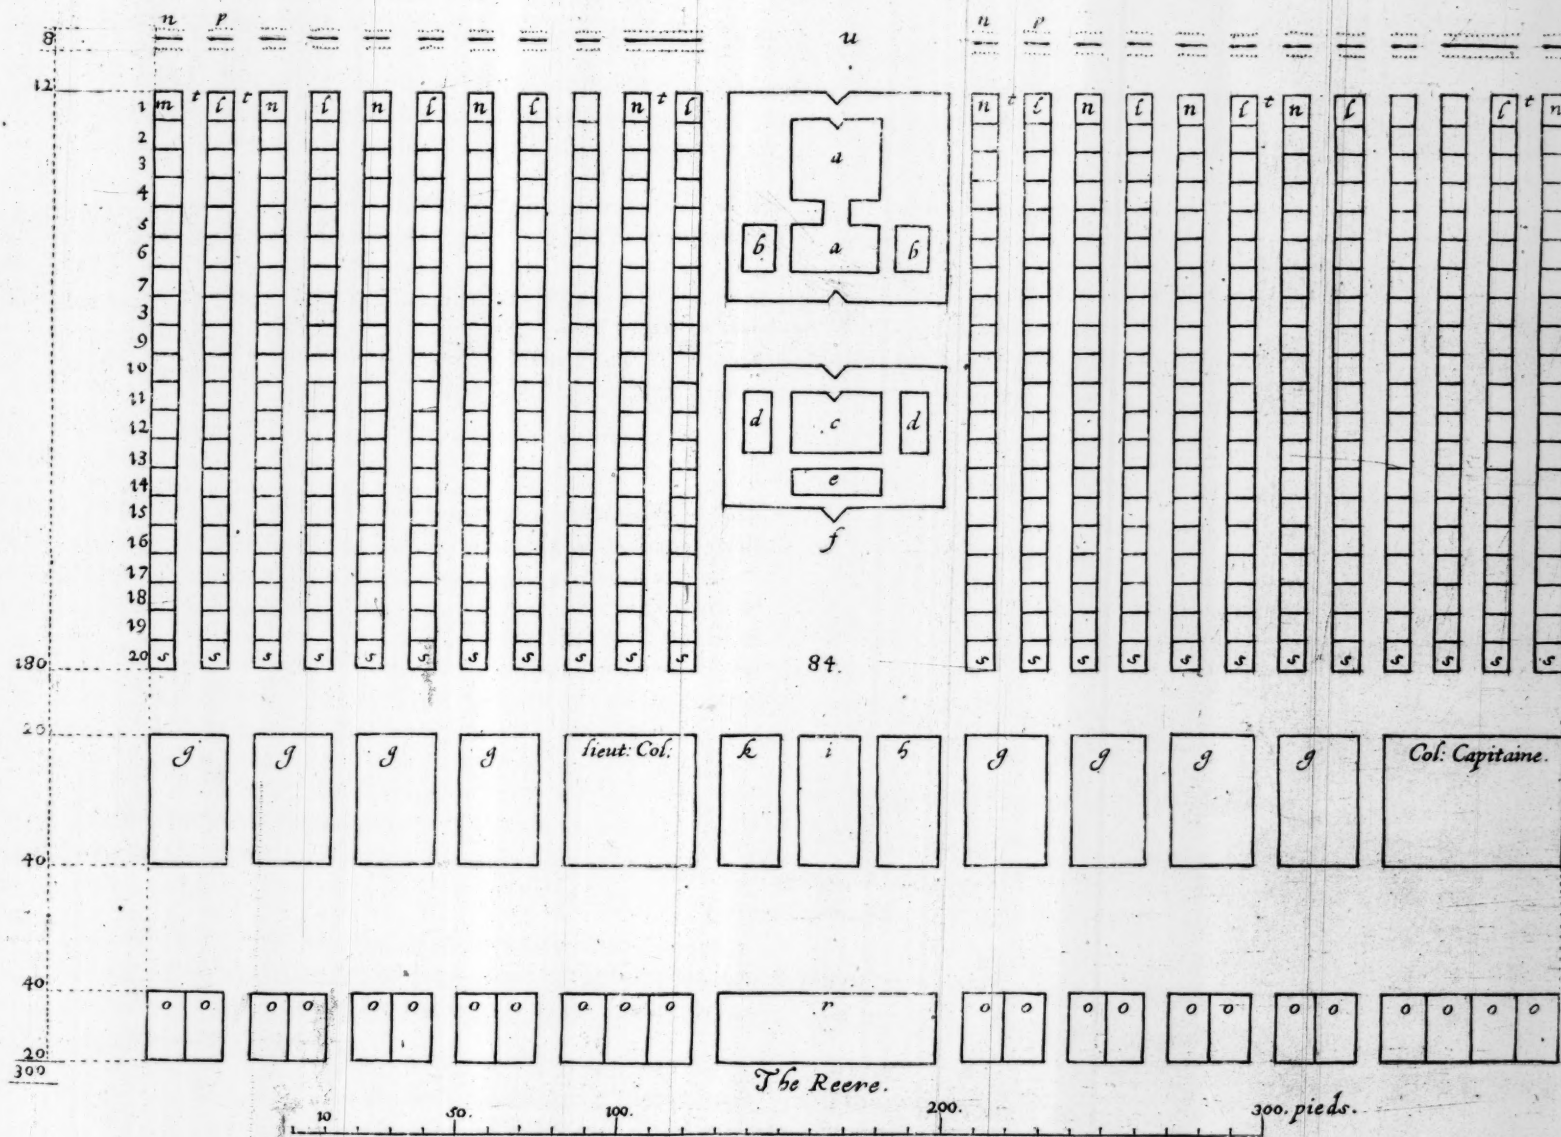 n p n p
8 u
12
1 m t l t n l n l n l n t l n t l n l n l t n l l t n
2
3 a
4
5
6 b a b
7
3
9
10
11
12 d c d
13
14 e
15
16 f
17
18
19
180 20 s s s s s s s s s s s 84. s s s s s s s s s s s s
20
g g g g lieut: Col: k i h g g g g Col: Capitaine.
40
40
o o o o o o o o o o o r o o o o o o o o o o o o
20
300
The Reere.
10 50. 100. 200. 300. pieds.